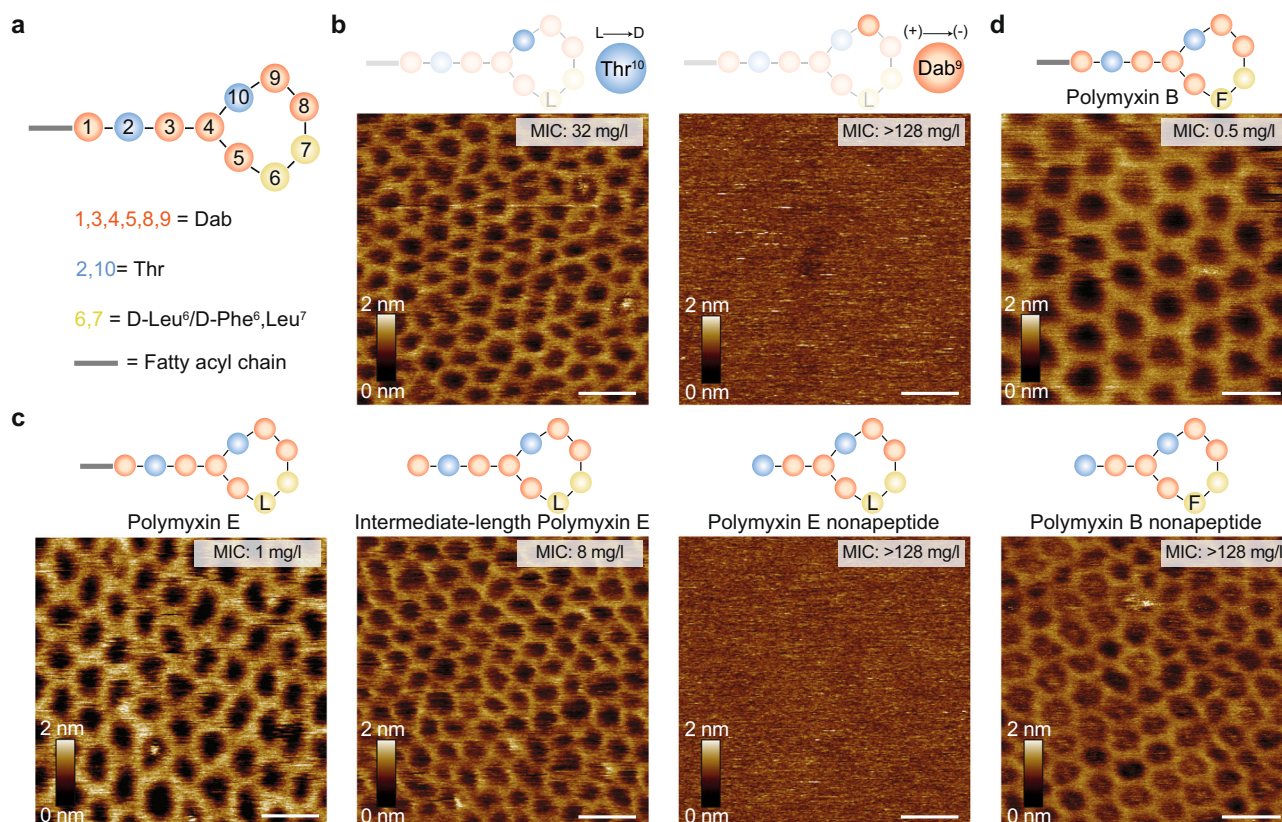 a
1
2
3
4
5
6
7
8
9
10
1,3,4,5,8,9 = Dab
2,10= Thr
6,7 = D-Leu⁶/D-Phe⁶,Leu⁷
= Fatty acyl chain
b
L
L→D
Thr¹⁰
MIC: 32 mg/l
2 nm
0 nm
L
(+)→(-)
Dab⁹
MIC: >128 mg/l
2 nm
0 nm
d
F
Polymyxin B
MIC: 0.5 mg/l
2 nm
0 nm
c
L
Polymyxin E
MIC: 1 mg/l
2 nm
0 nm
L
Intermediate-length Polymyxin E
MIC: 8 mg/l
2 nm
0 nm
L
Polymyxin E nonapeptide
MIC: >128 mg/l
2 nm
0 nm
F
Polymyxin B nonapeptide
MIC: >128 mg/l
2 nm
0 nm